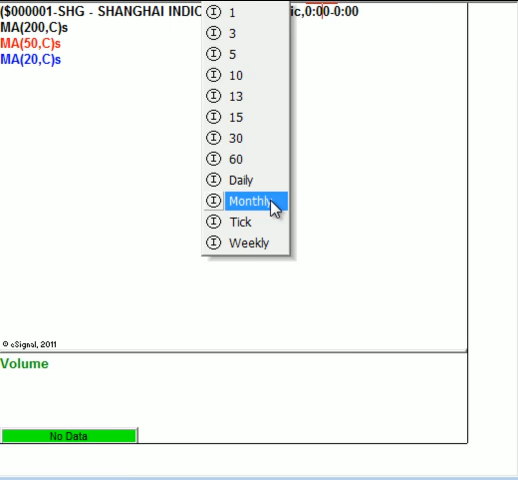 ($000001-SHG - SHANGHAI INDIC ic,0:00-0:00
MA(200,C)s
MA(50,C)s
MA(20,C)s
1
3
5
10
13
15
30
60
Daily
Monthly
Tick
Weekly
© eSignal, 2011
Volume
No Data